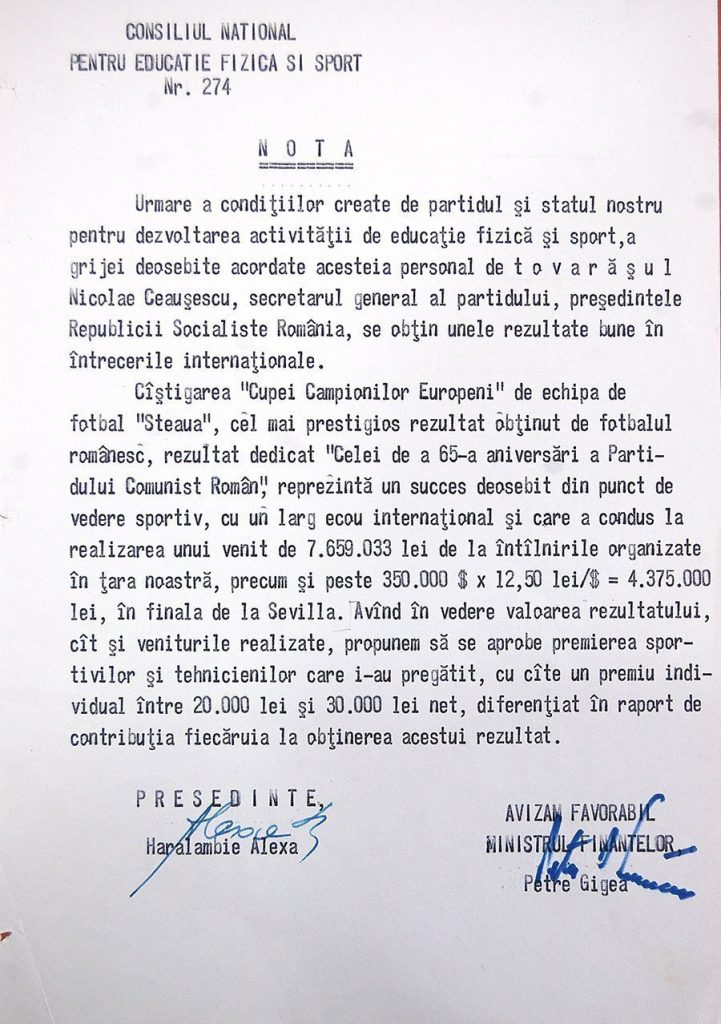 CONSILIUL NATIONAL
PENTRU EDUCATIE FIZICA SI SPORT
Nr. 274
N O T A
Urmare a condiţiilor create de partidul şi statul nostru
pentru dezvoltarea activităţii de educaţie fizică şi sport,a
grijei deosebite acordate acesteia personal de t o v a r ă ş u l
Nicolae Ceauşescu, secretarul general al partidului, preşedintele
Republicii Socialiste România, se obţin unele rezultate bune în
întrecerile internaţionale.
Cîştigarea "Cupei Campionilor Europeni" de echipa de
fotbal "Steaua", cel mai prestigios rezultat obţinut de fotbalul
românesc, rezultat dedicat "Celei de a 65-a aniversări a Parti-
dului Comunist Român", reprezintă un succes deosebit din punct de
vedere sportiv, cu un larg ecou internaţional şi care a condus la
realizarea unui venit de 7.659.033 lei de la întîlnirile organizate
în ţara noastră, precum şi peste 350.000 $ x 12,50 lei/$ = 4.375.000
lei, în finala de la Sevilla. Avînd în vedere valoarea rezultatului,
cît şi veniturile realizate, propunem să se aprobe premierea spor-
tivilor şi tehnicienilor care i-au pregătit, cu cîte un premiu indi-
vidual între 20.000 lei şi 30.000 lei net, diferenţiat în raport de
contribuţia fiecăruia la obţinerea acestui rezultat.
P R E S E D I N T E,
Haralambie Alexa
AVIZAM FAVORABIL
MINISTRUL FINANTELOR,
Petre Gigea